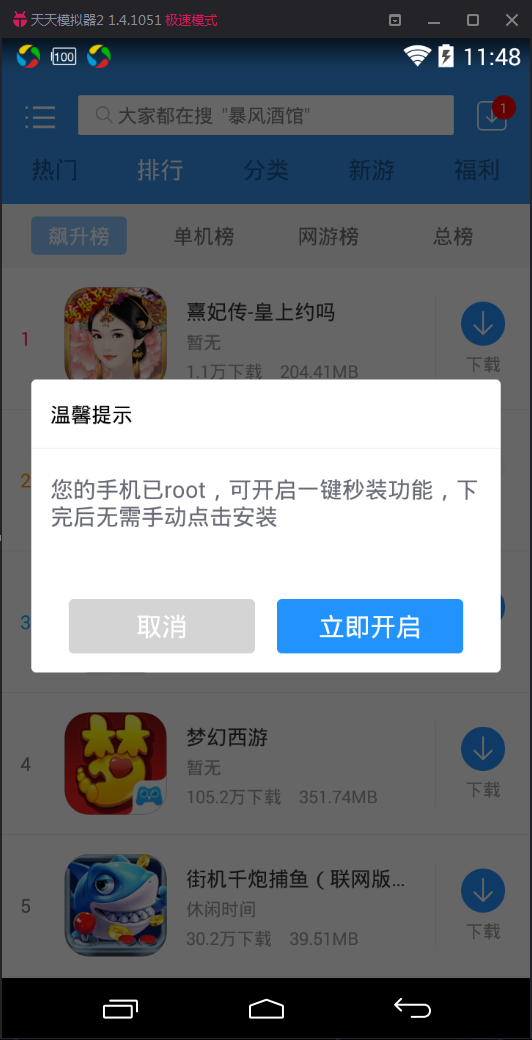 天天模拟器2 1.4.1051 极速模式
100 11:48
大家都在搜 "暴风酒馆" 1
热门 排行 分类 新游 福利
飙升榜 单机榜 网游榜 总榜
1 熹妃传-皇上约吗
暂无
1.1万下载 204.41MB 下载
温馨提示
2
您的手机已root，可开启一键秒装功能，下
完后无需手动点击安装
3
取消 立即开启
梦幻西游
4 暂无
105.2万下载 351.74MB 下载
街机千炮捕鱼（联网版...
5 休闲时间
30.2万下载 39.51MB 下载